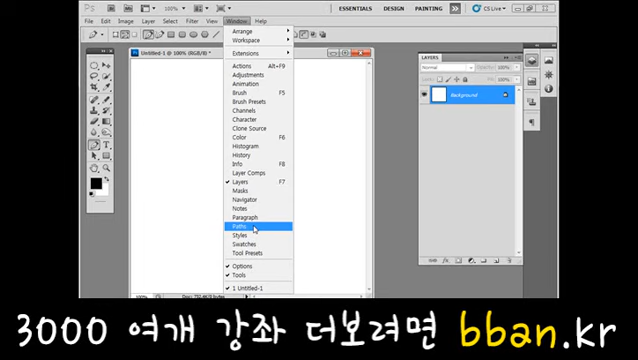 Ps Br Mb 100% ESSENTIALS DESIGN PAINTING >> CS Live
File Edit Image Layer Select Filter View Window Help
Untitled-1 @ 100% (RGB/8) *
Arrange
Workspace
Extensions
Actions Alt+F9
Adjustments
Animation
Brush F5
Brush Presets
Channels
Character
Clone Source
Color F6
Histogram
History
Info F8
Layer Comps
Layers F7
Masks
Navigator
Notes
Paragraph
Paths
Styles
Swatches
Tool Presets
Options
Tools
1 Untitled-1
LAYERS
Normal Opacity:
Lock: Fill:
Background
100%
3000 여개 강좌 더보려면 bban.kr